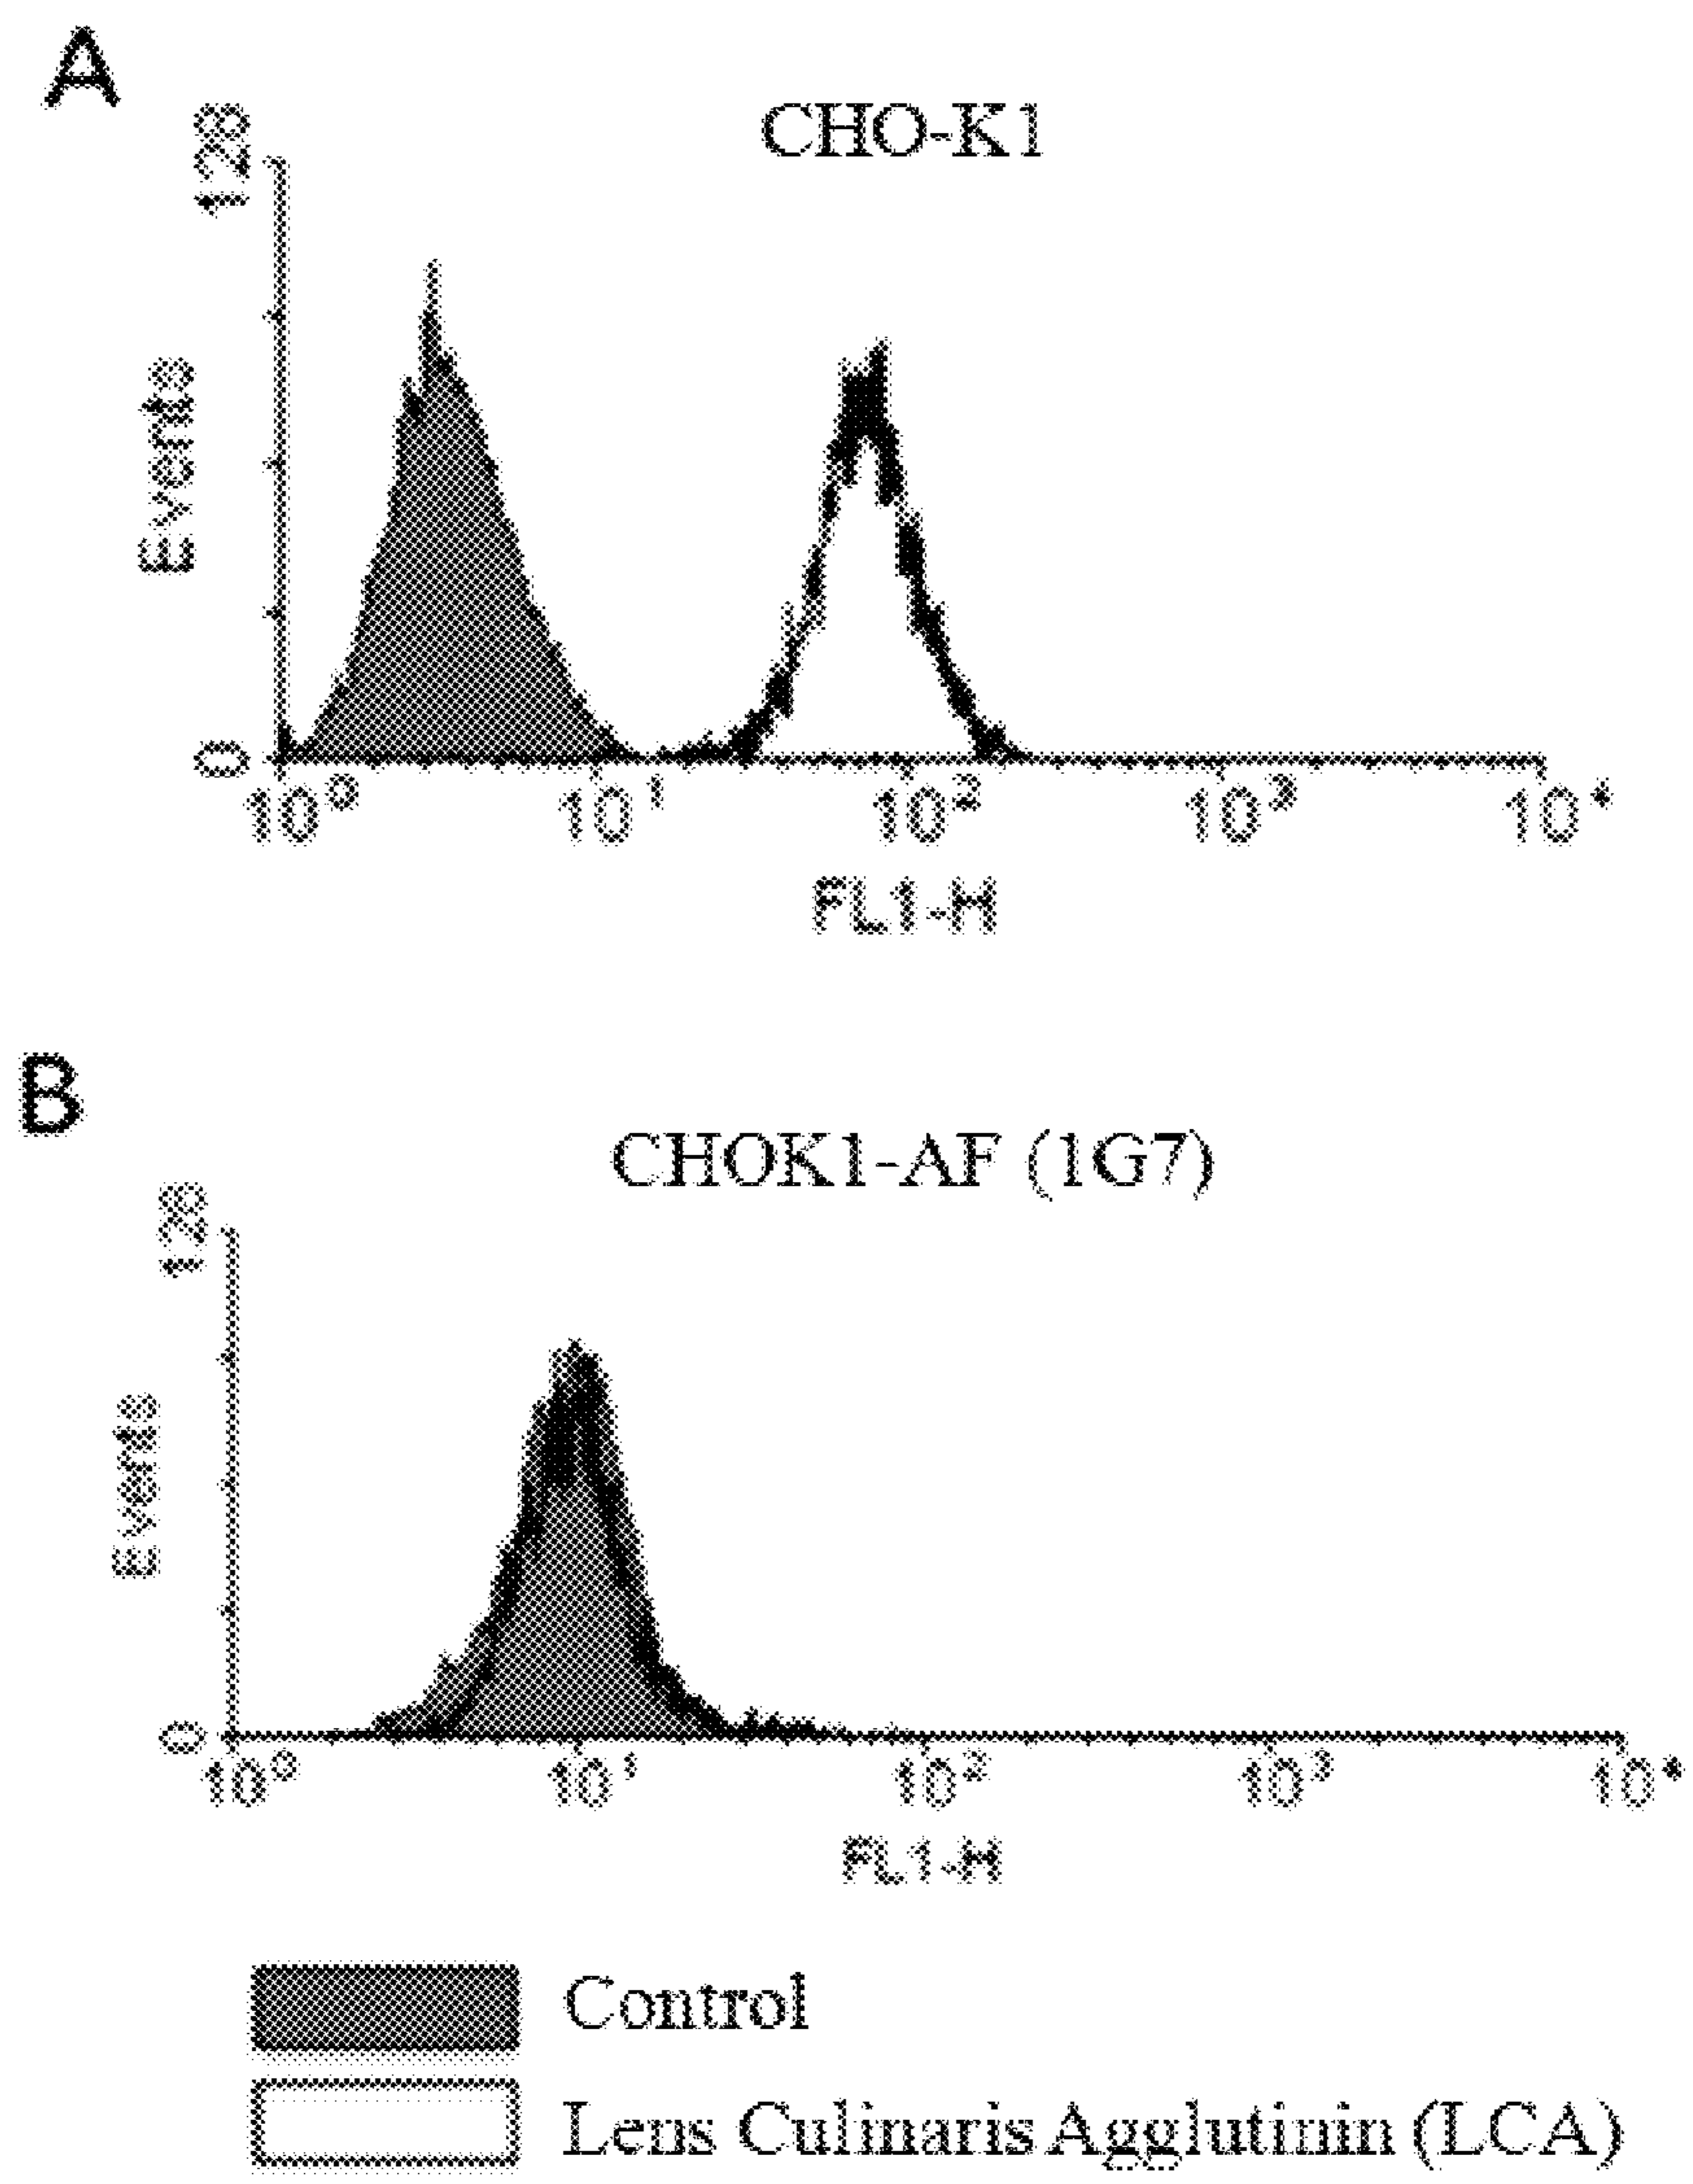 A
CHO-K1
128
Events
0
10⁰ 10¹ 10² 10³ 10⁴
FL1-H
B
CHOK1-AF (1G7)
128
Events
0
10⁰ 10¹ 10² 10³ 10⁴
FL1-H
Control
Lens Culinaris Agglutinin (LCA)